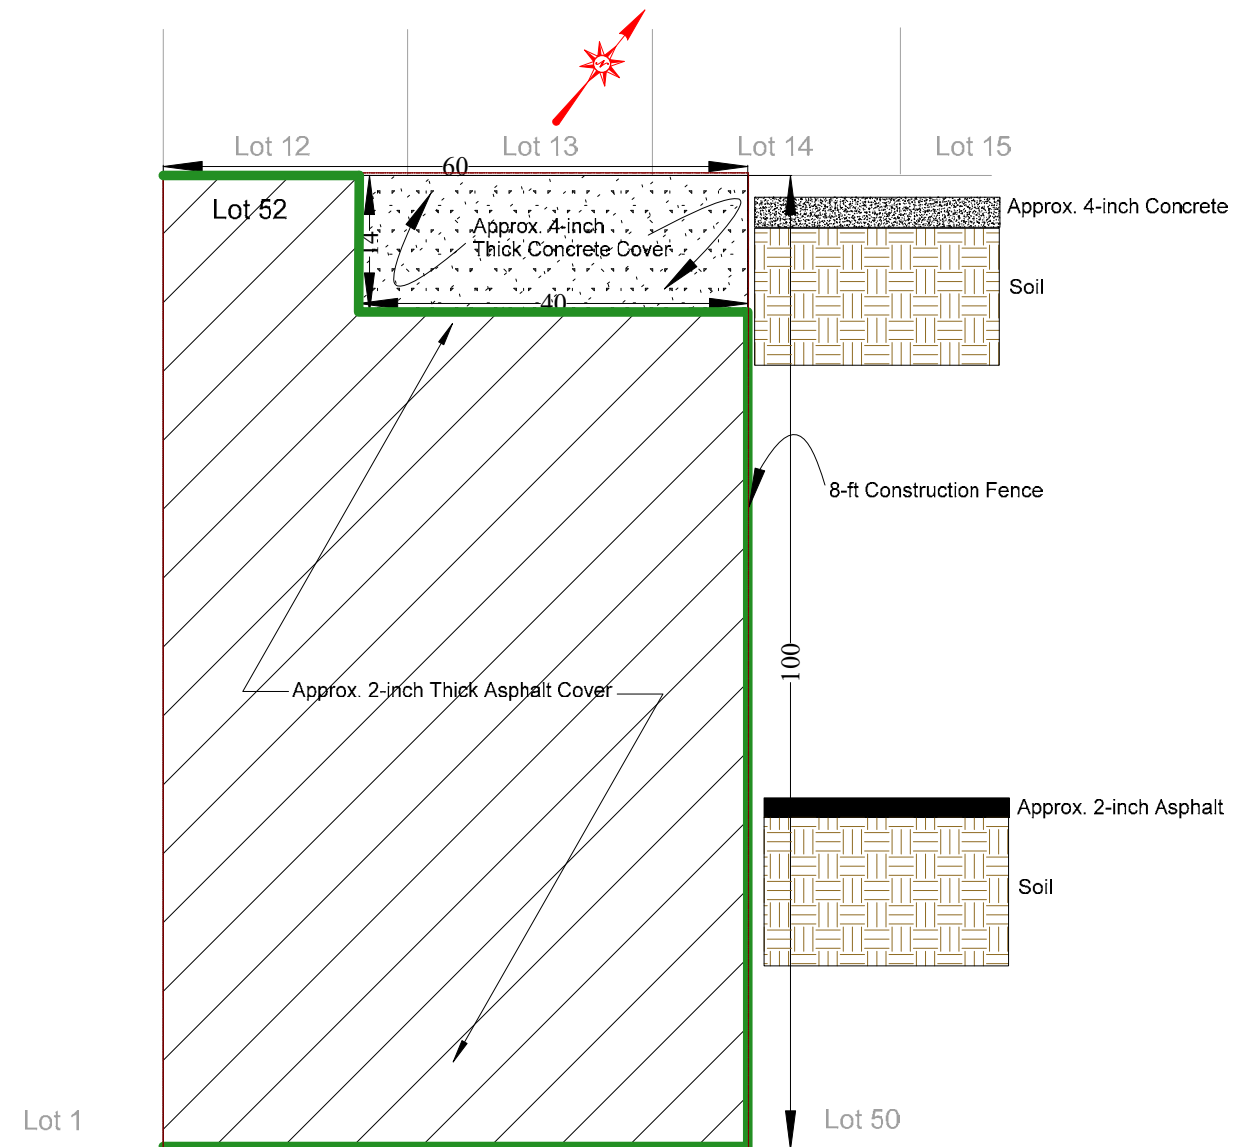 Lot 12
Lot 13
Lot 14
Lot 15
60
Lot 52
14
Approx. 4-inch
Thick Concrete Cover
40
Approx. 4-inch Concrete
Soil
8-ft Construction Fence
100
Approx. 2-inch Thick Asphalt Cover
Approx. 2-inch Asphalt
Soil
Lot 1
Lot 50